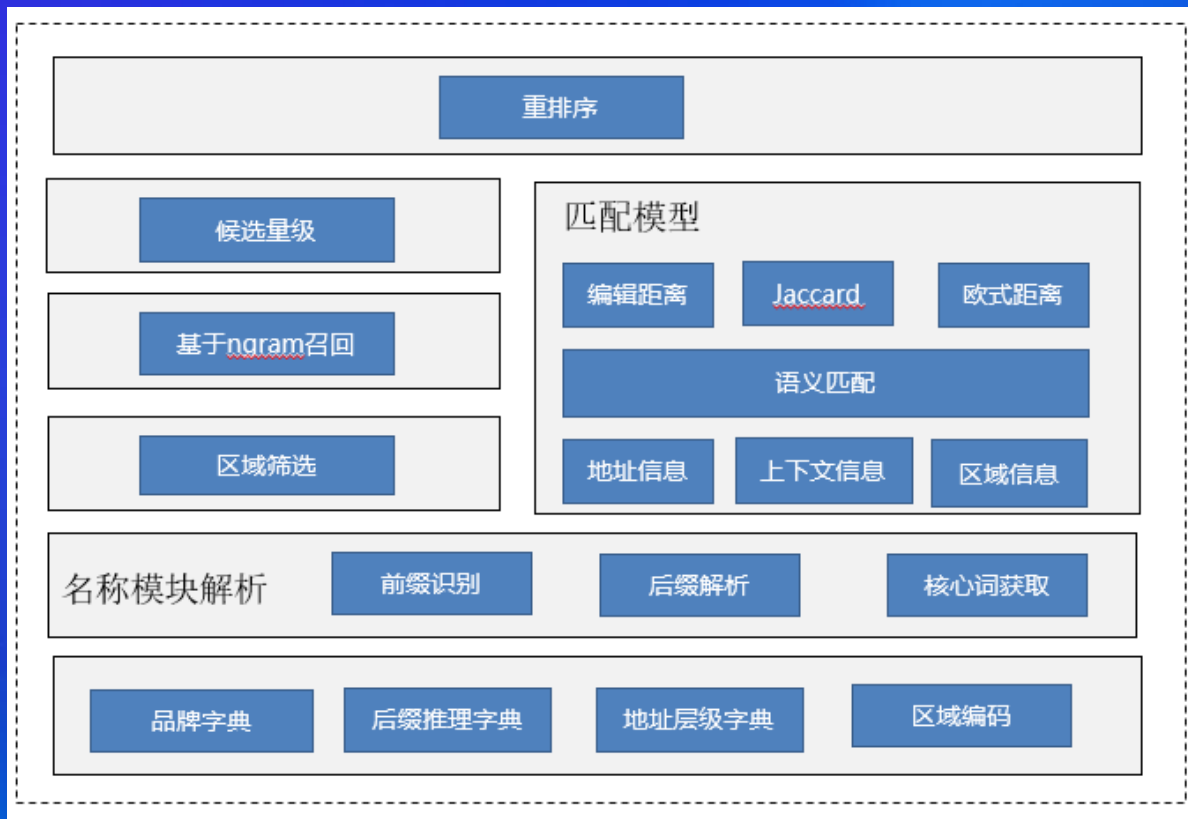 重排序
候选量级
基于ngram召回
区域筛选
匹配模型
编辑距离
Jaccard
欧式距离
语义匹配
地址信息
上下文信息
区域信息
名称模块解析
前缀识别
后缀解析
核心词获取
品牌字典
后缀推理字典
地址层级字典
区域编码